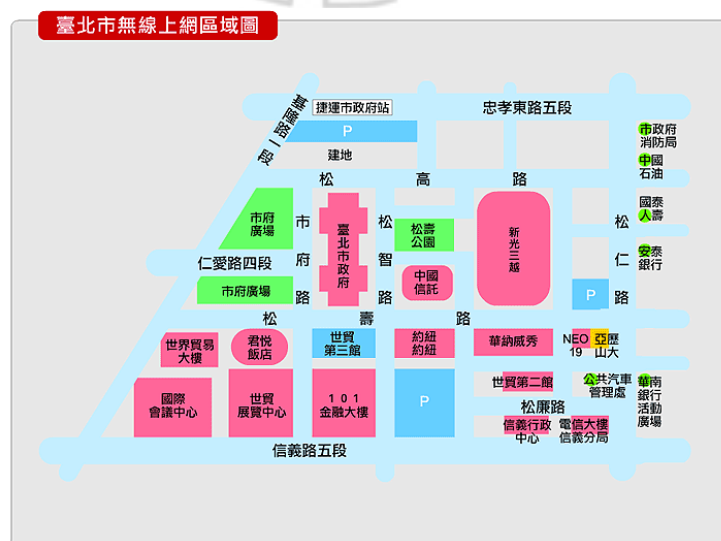 臺北市無線上網區域圖
基隆路一段
捷運市政府站
忠孝東路五段
P
建地
市政府
消防局
中國
石油
松高路
國泰
人壽
市府
廣場
市府路
臺北市政府
松智路
松壽
公園
新光三越
松仁路
安泰
銀行
仁愛路四段
中國
信託
市府廣場
P
松壽路
世界貿易
大樓
君悅
飯店
世貿
第三館
約紐
約紐
華納威秀
NEO
19
亞歷
山大
國際
會議中心
世貿
展覽中心
101
金融大樓
P
世貿第二館
公共汽車
管理處
華南
銀行
活動
廣場
松廉路
信義行政
中心
電信大樓
信義分局
信義路五段